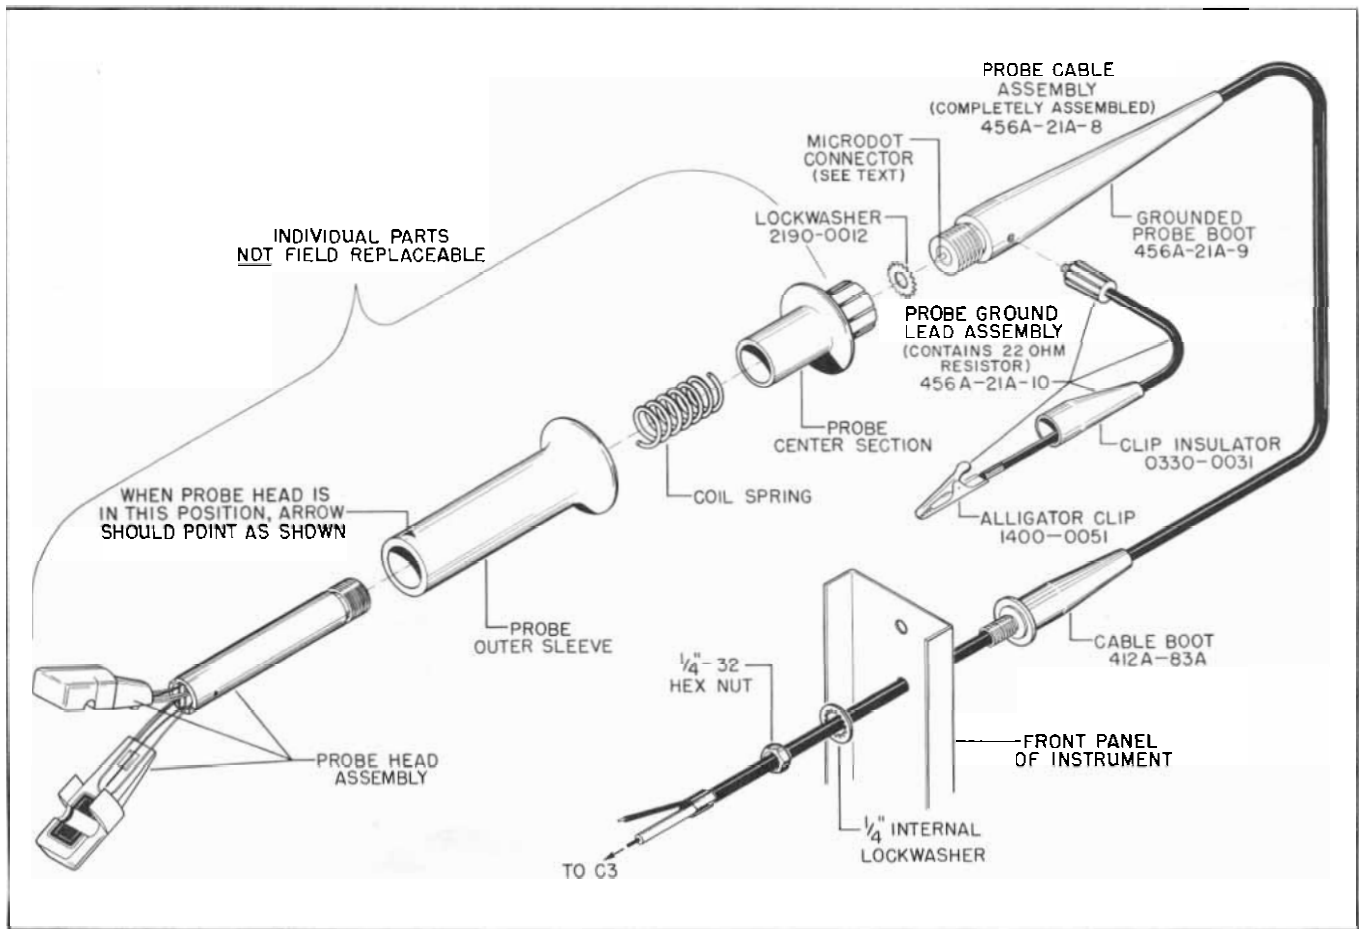 PROBE CABLE
ASSEMBLY
(COMPLETELY ASSEMBLED)
456A-21A-8
MICRODOT
CONNECTOR
(SEE TEXT)
LOCKWASHER
2190-0012
GROUNDED
PROBE BOOT
456A-21A-9
INDIVIDUAL PARTS
NOT FIELD REPLACEABLE
PROBE GROUND
LEAD ASSEMBLY
(CONTAINS 22 OHM
RESISTOR)
456A-21A-10
PROBE
CENTER SECTION
CLIP INSULATOR
0330-0031
COIL SPRING
WHEN PROBE HEAD IS
IN THIS POSITION, ARROW
SHOULD POINT AS SHOWN
ALLIGATOR CLIP
1400-0051
PROBE
OUTER SLEEVE
CABLE BOOT
412A-83A
1/4"-32
HEX NUT
FRONT PANEL
OF INSTRUMENT
PROBE HEAD
ASSEMBLY
1/4" INTERNAL
LOCKWASHER
TO C3